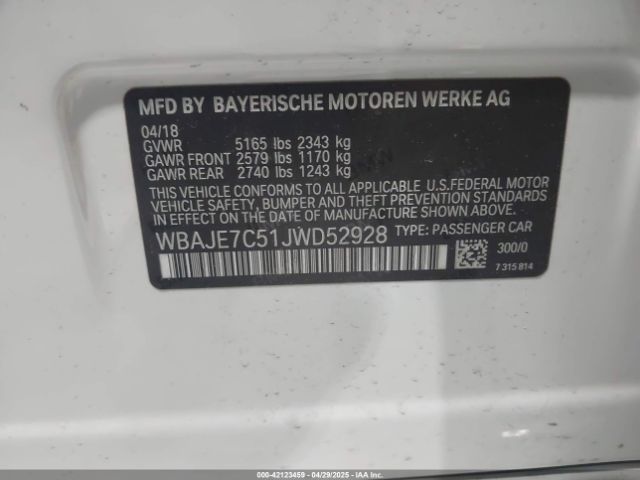 MFD BY BAYERISCHE MOTOREN WERKE AG
04/18
GVWR 5165 lbs 2343 kg
GAWR FRONT 2579 lbs 1170 kg
GAWR REAR 2740 lbs 1243 kg
THIS VEHICLE CONFORMS TO ALL APPLICABLE U.S.FEDERAL MOTOR
VEHICLE SAFETY, BUMPER AND THEFT PREVENTION STANDARDS
IN EFFECT ON THE DATE OF MANUFACTURE SHOWN ABOVE.
WBAJE7C51JWD52928 TYPE: PASSENGER CAR
300/0
7 315 814
000-42123459 - 04/29/2025 - IAAI.COM